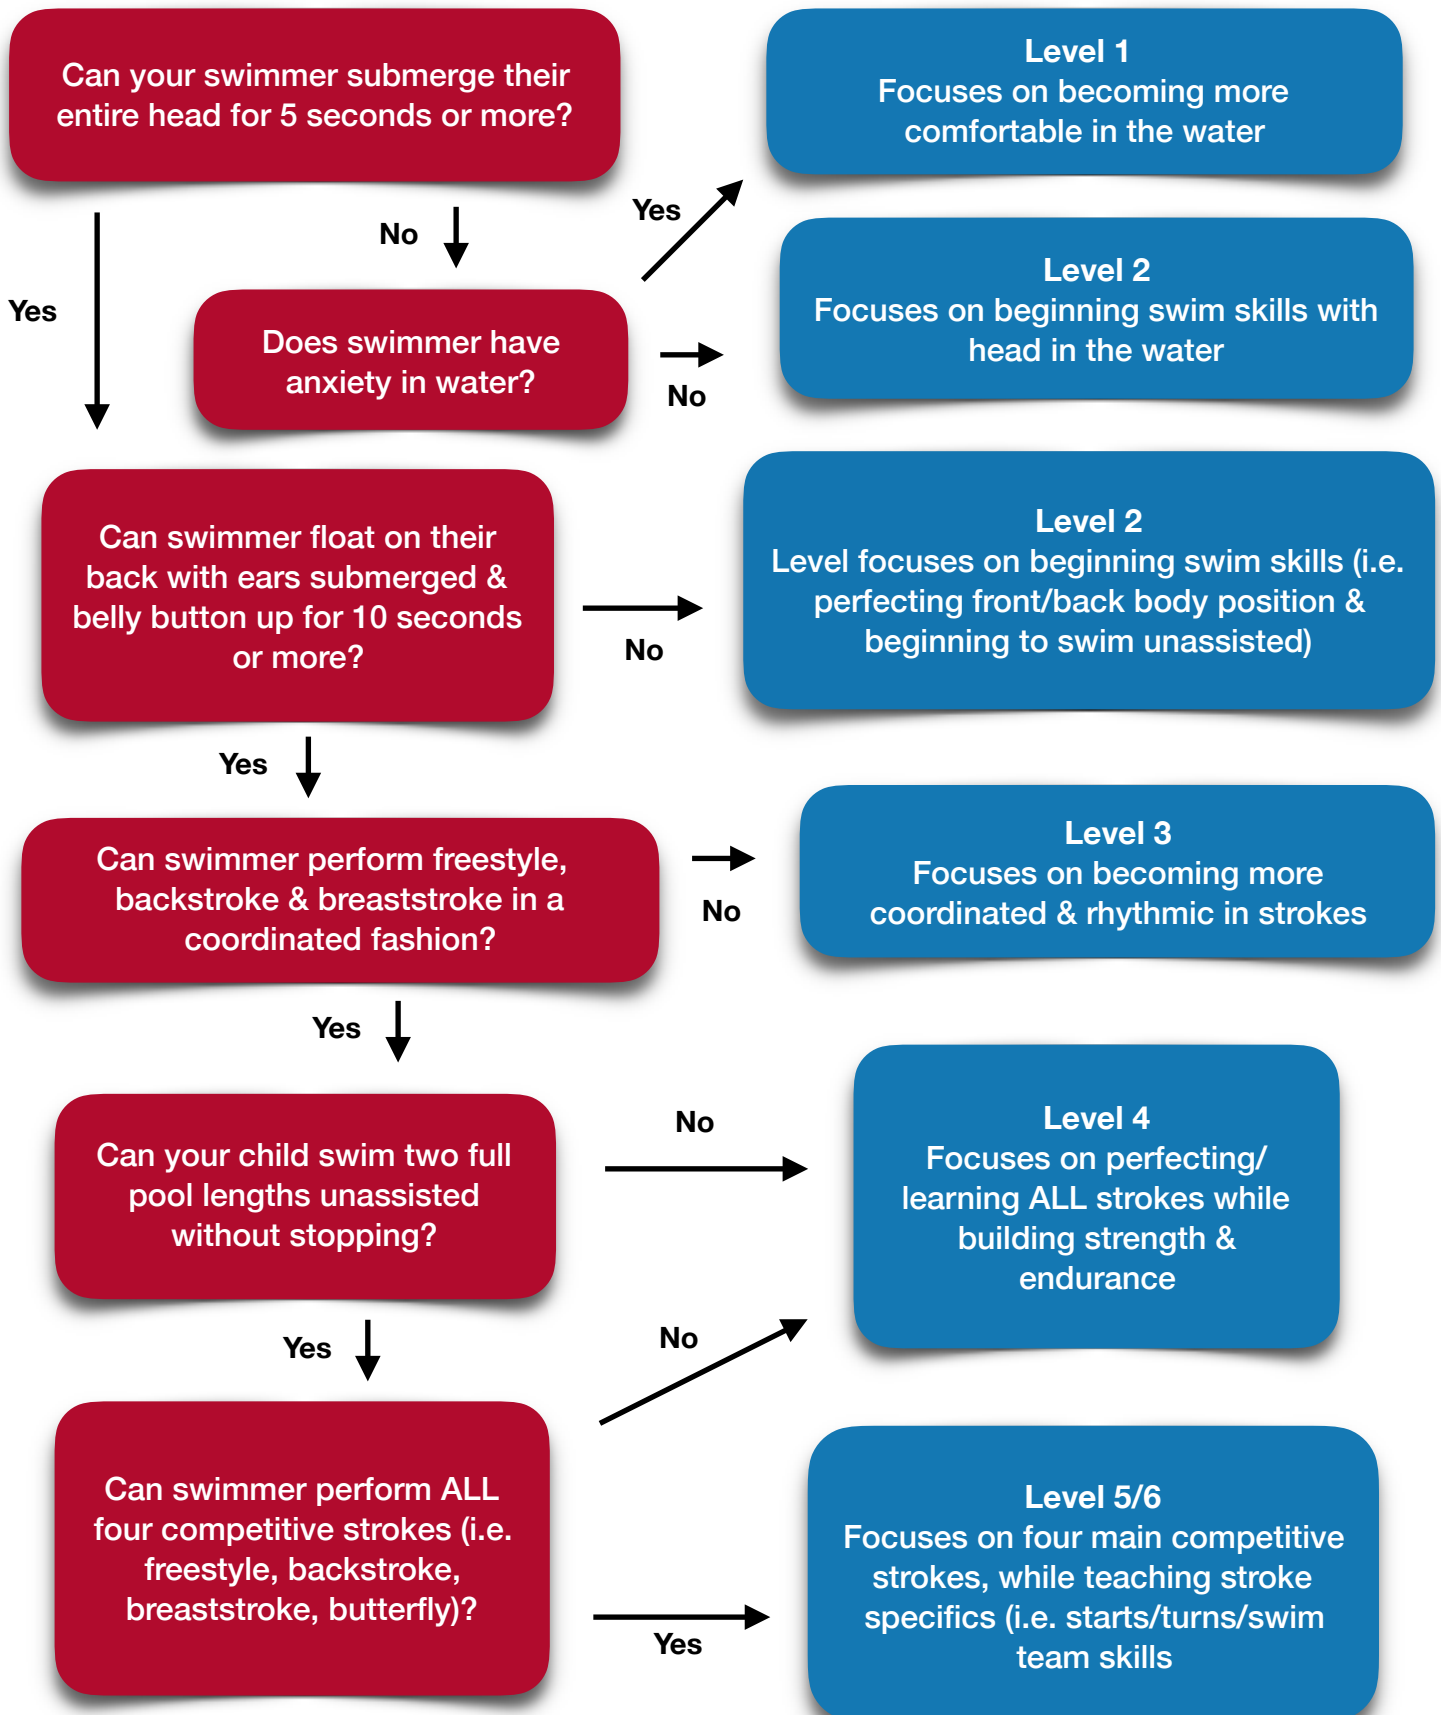 Can your swimmer submerge their
entire head for 5 seconds or more?
Level 1
Focuses on becoming more
comfortable in the water
Yes
No
Yes
Does swimmer have
anxiety in water?
No
Level 2
Focuses on beginning swim skills with
head in the water
Can swimmer float on their
back with ears submerged &
belly button up for 10 seconds
or more?
No
Level 2
Level focuses on beginning swim skills (i.e.
perfecting front/back body position &
beginning to swim unassisted)
Yes
Can swimmer perform freestyle,
backstroke & breaststroke in a
coordinated fashion?
No
Level 3
Focuses on becoming more
coordinated & rhythmic in strokes
Yes
Can your child swim two full
pool lengths unassisted
without stopping?
No
Level 4
Focuses on perfecting/
learning ALL strokes while
building strength &
endurance
Yes
No
Can swimmer perform ALL
four competitive strokes (i.e.
freestyle, backstroke,
breaststroke, butterfly)?
Yes
Level 5/6
Focuses on four main competitive
strokes, while teaching stroke
specifics (i.e. starts/turns/swim
team skills